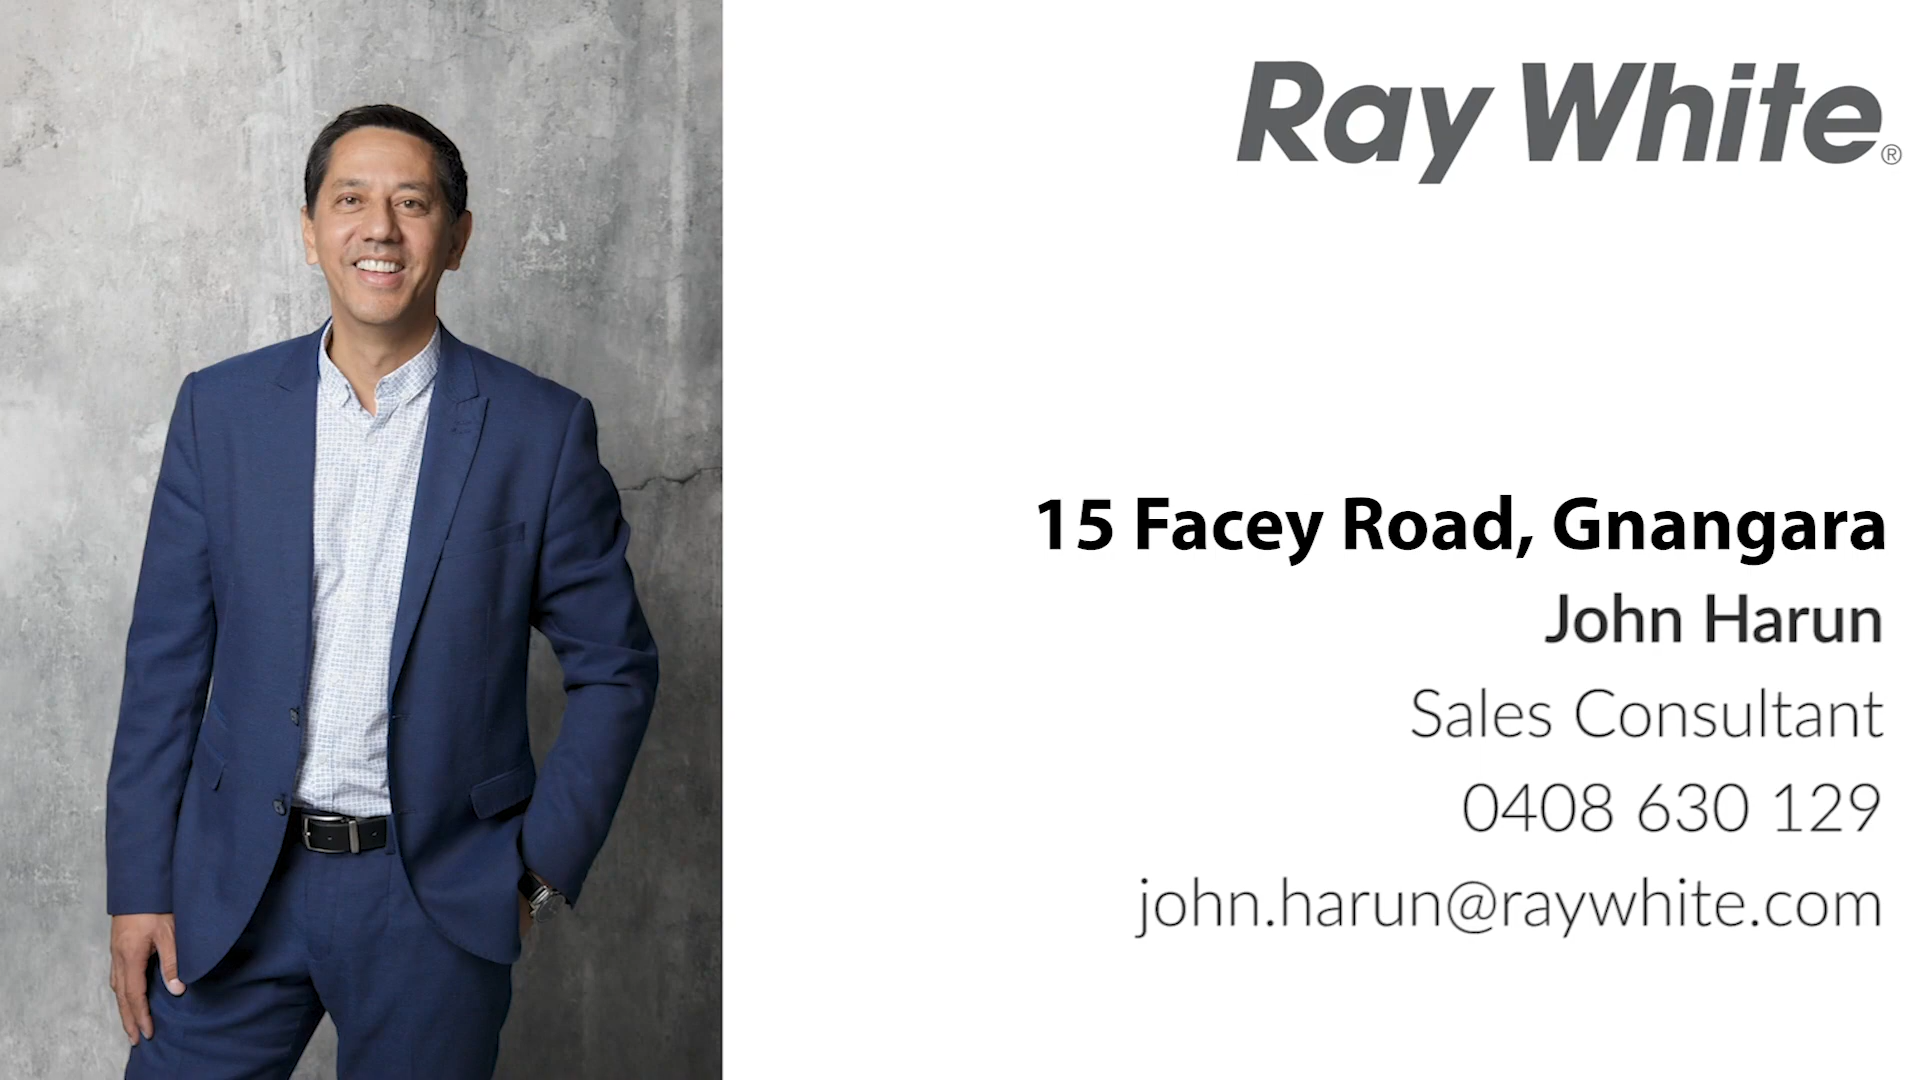 Ray White®
15 Facey Road, Gnangara
John Harun
Sales Consultant
0408 630 129
john.harun@raywhite.com